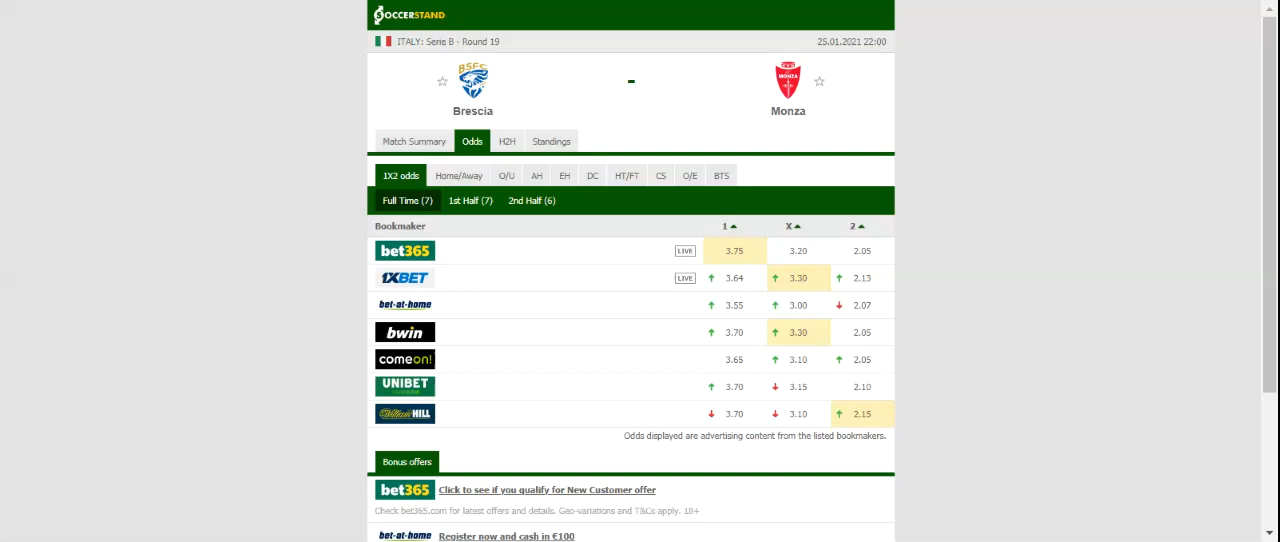 SOCCERSTAND
ITALY: Serie B - Round 19 25.01.2021 22:00
BSFC - MONZA
Brescia Monza
Match Summary Odds H2H Standings
1X2 odds Home/Away O/U AH EH DC HT/FT CS O/E BTS
Full Time (7) 1st Half (7) 2nd Half (6)
Bookmaker 1 X 2
bet365 LIVE 3.75 3.20 2.05
1XBET LIVE 3.64 3.30 2.13
bet-at-home 3.55 3.00 2.07
bwin 3.70 3.30 2.05
comeon! 3.65 3.10 2.05
UNIBET 3.70 3.15 2.10
William HILL 3.70 3.10 2.15
Odds displayed are advertising content from the listed bookmakers.
Bonus offers
bet365 Click to see if you qualify for New Customer offer
Check bet365.com for latest offers and details. Geo-variations and T&Cs apply. 18+
bet-at-home Register now and cash in €100